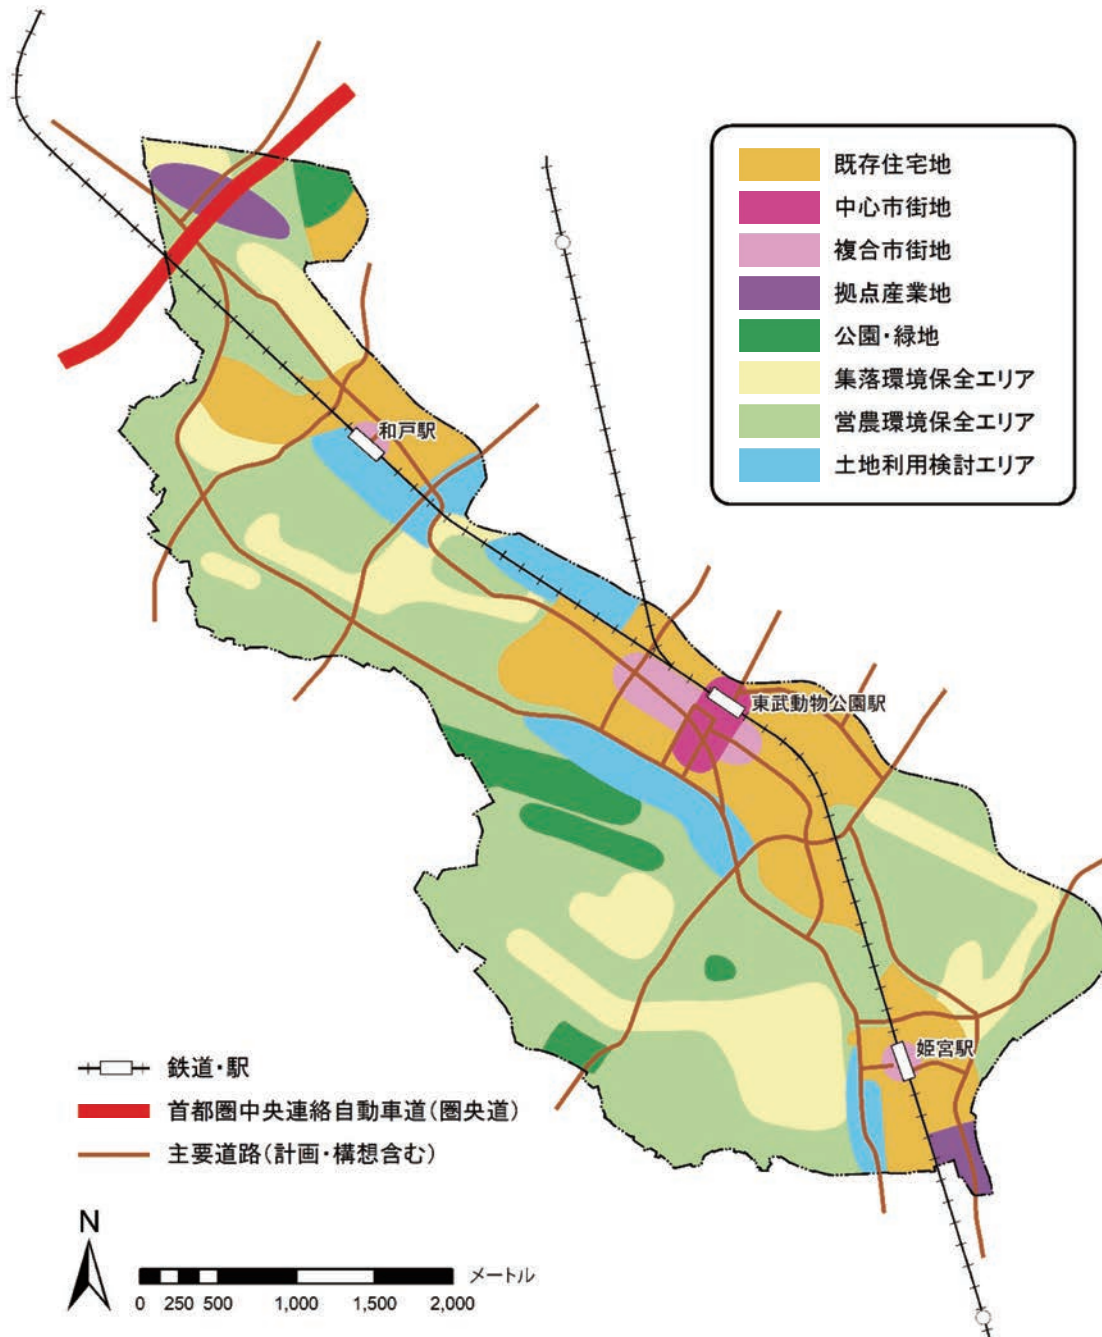 既存住宅地
中心市街地
複合市街地
拠点産業地
公園・緑地
集落環境保全エリア
営農環境保全エリア
土地利用検討エリア
和戸駅
東武動物公園駅
姫宮駅
鉄道・駅
首都圏中央連絡自動車道(圏央道)
主要道路(計画・構想含む)
N
メートル
0 250 500 1,000 1,500 2,000